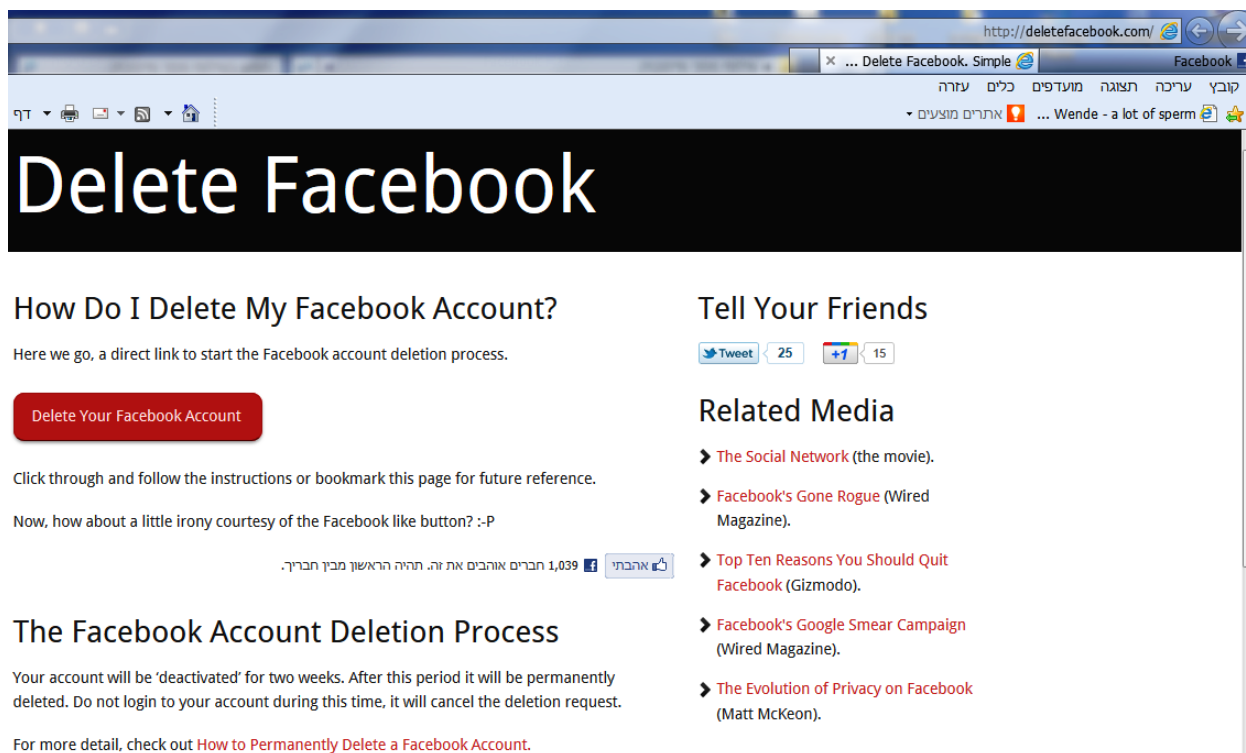 http://deletefacebook.com/
Facebook
Delete Facebook. Simple ...
קובץ עריכה תצוגה מועדפים כלים עזרה
Wende - a lot of sperm ...
אתרים מוצעים
דף
Delete Facebook
How Do I Delete My Facebook Account?
Here we go, a direct link to start the Facebook account deletion process.
Delete Your Facebook Account
Click through and follow the instructions or bookmark this page for future reference.
Now, how about a little irony courtesy of the Facebook like button? :-P
אהבתי
1,039 חברים אוהבים את זה. תהיה הראשון מבין חבריך.
The Facebook Account Deletion Process
Your account will be ‘deactivated’ for two weeks. After this period it will be permanently
deleted. Do not login to your account during this time, it will cancel the deletion request.
For more detail, check out How to Permanently Delete a Facebook Account.
Tell Your Friends
Tweet 25 +1 15
Related Media
The Social Network (the movie).
Facebook's Gone Rogue (Wired
Magazine).
Top Ten Reasons You Should Quit
Facebook (Gizmodo).
Facebook's Google Smear Campaign
(Wired Magazine).
The Evolution of Privacy on Facebook
(Matt McKeon).